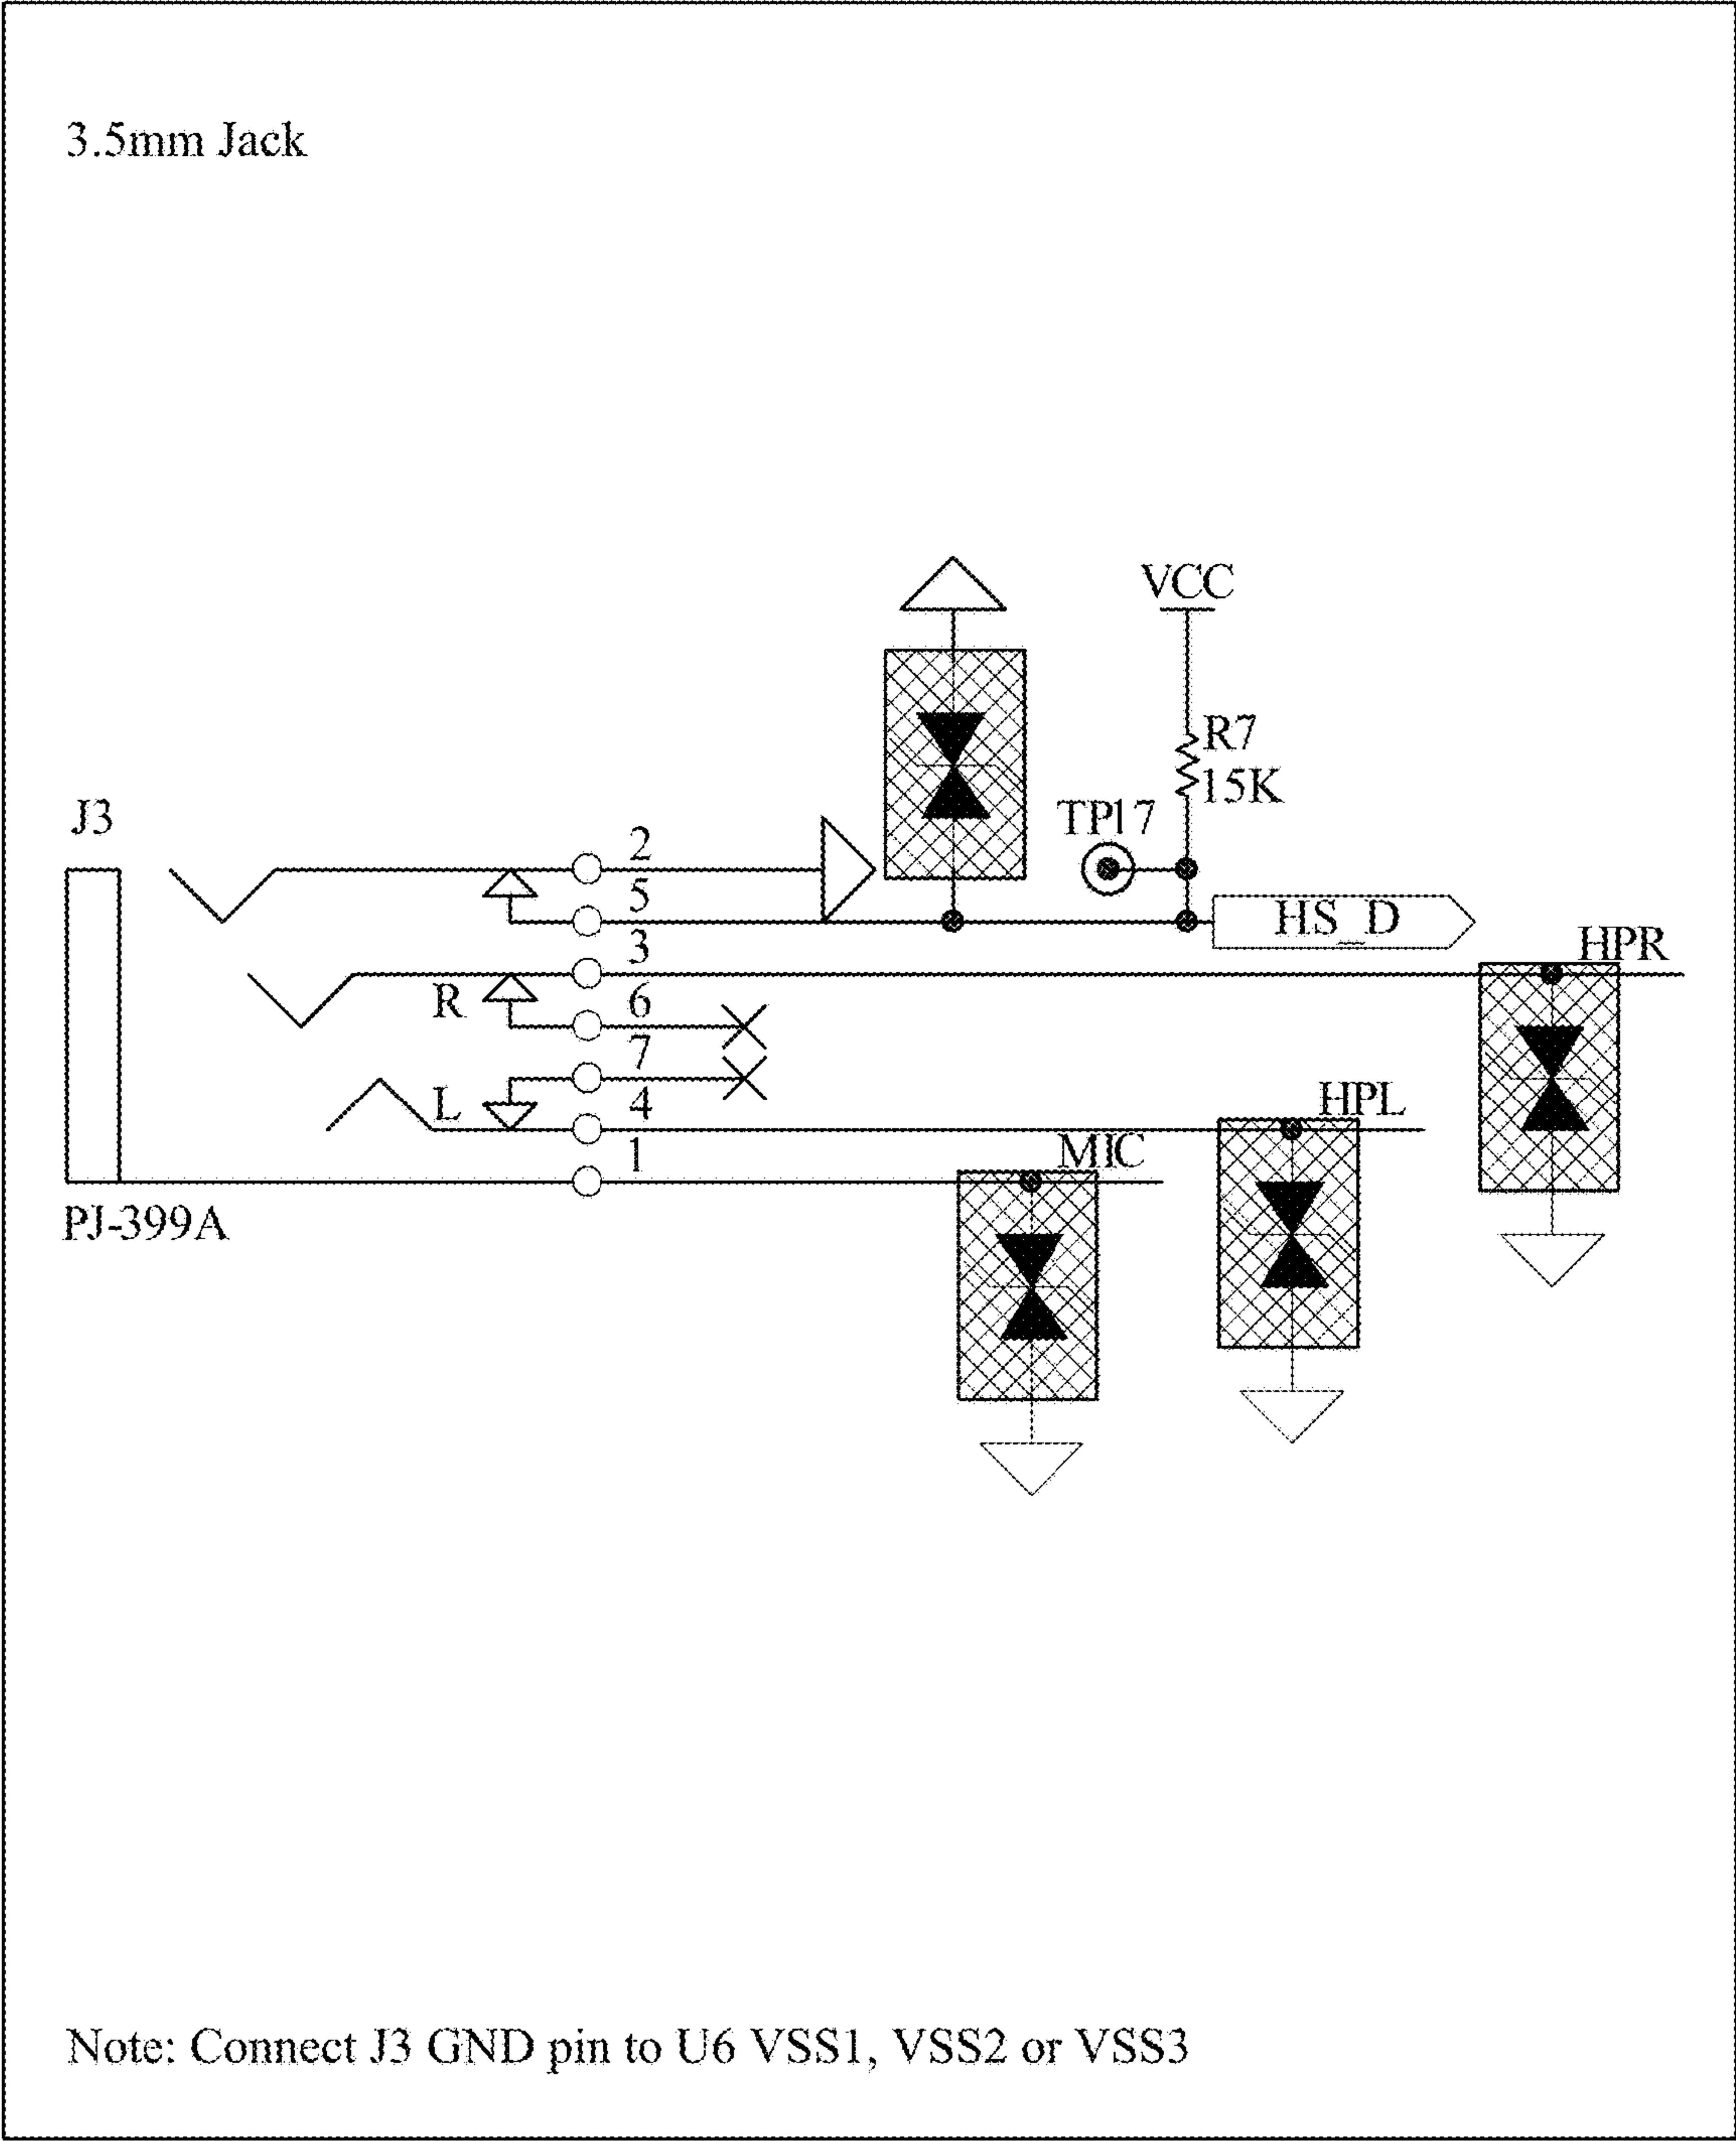 3.5mm Jack
VCC
R7
15K
TP17
J3
2
5
HS_D
3
HPR
R
6
7
L
4
HPL
1
MIC
PJ-399A
Note: Connect J3 GND pin to U6 VSS1, VSS2 or VSS3